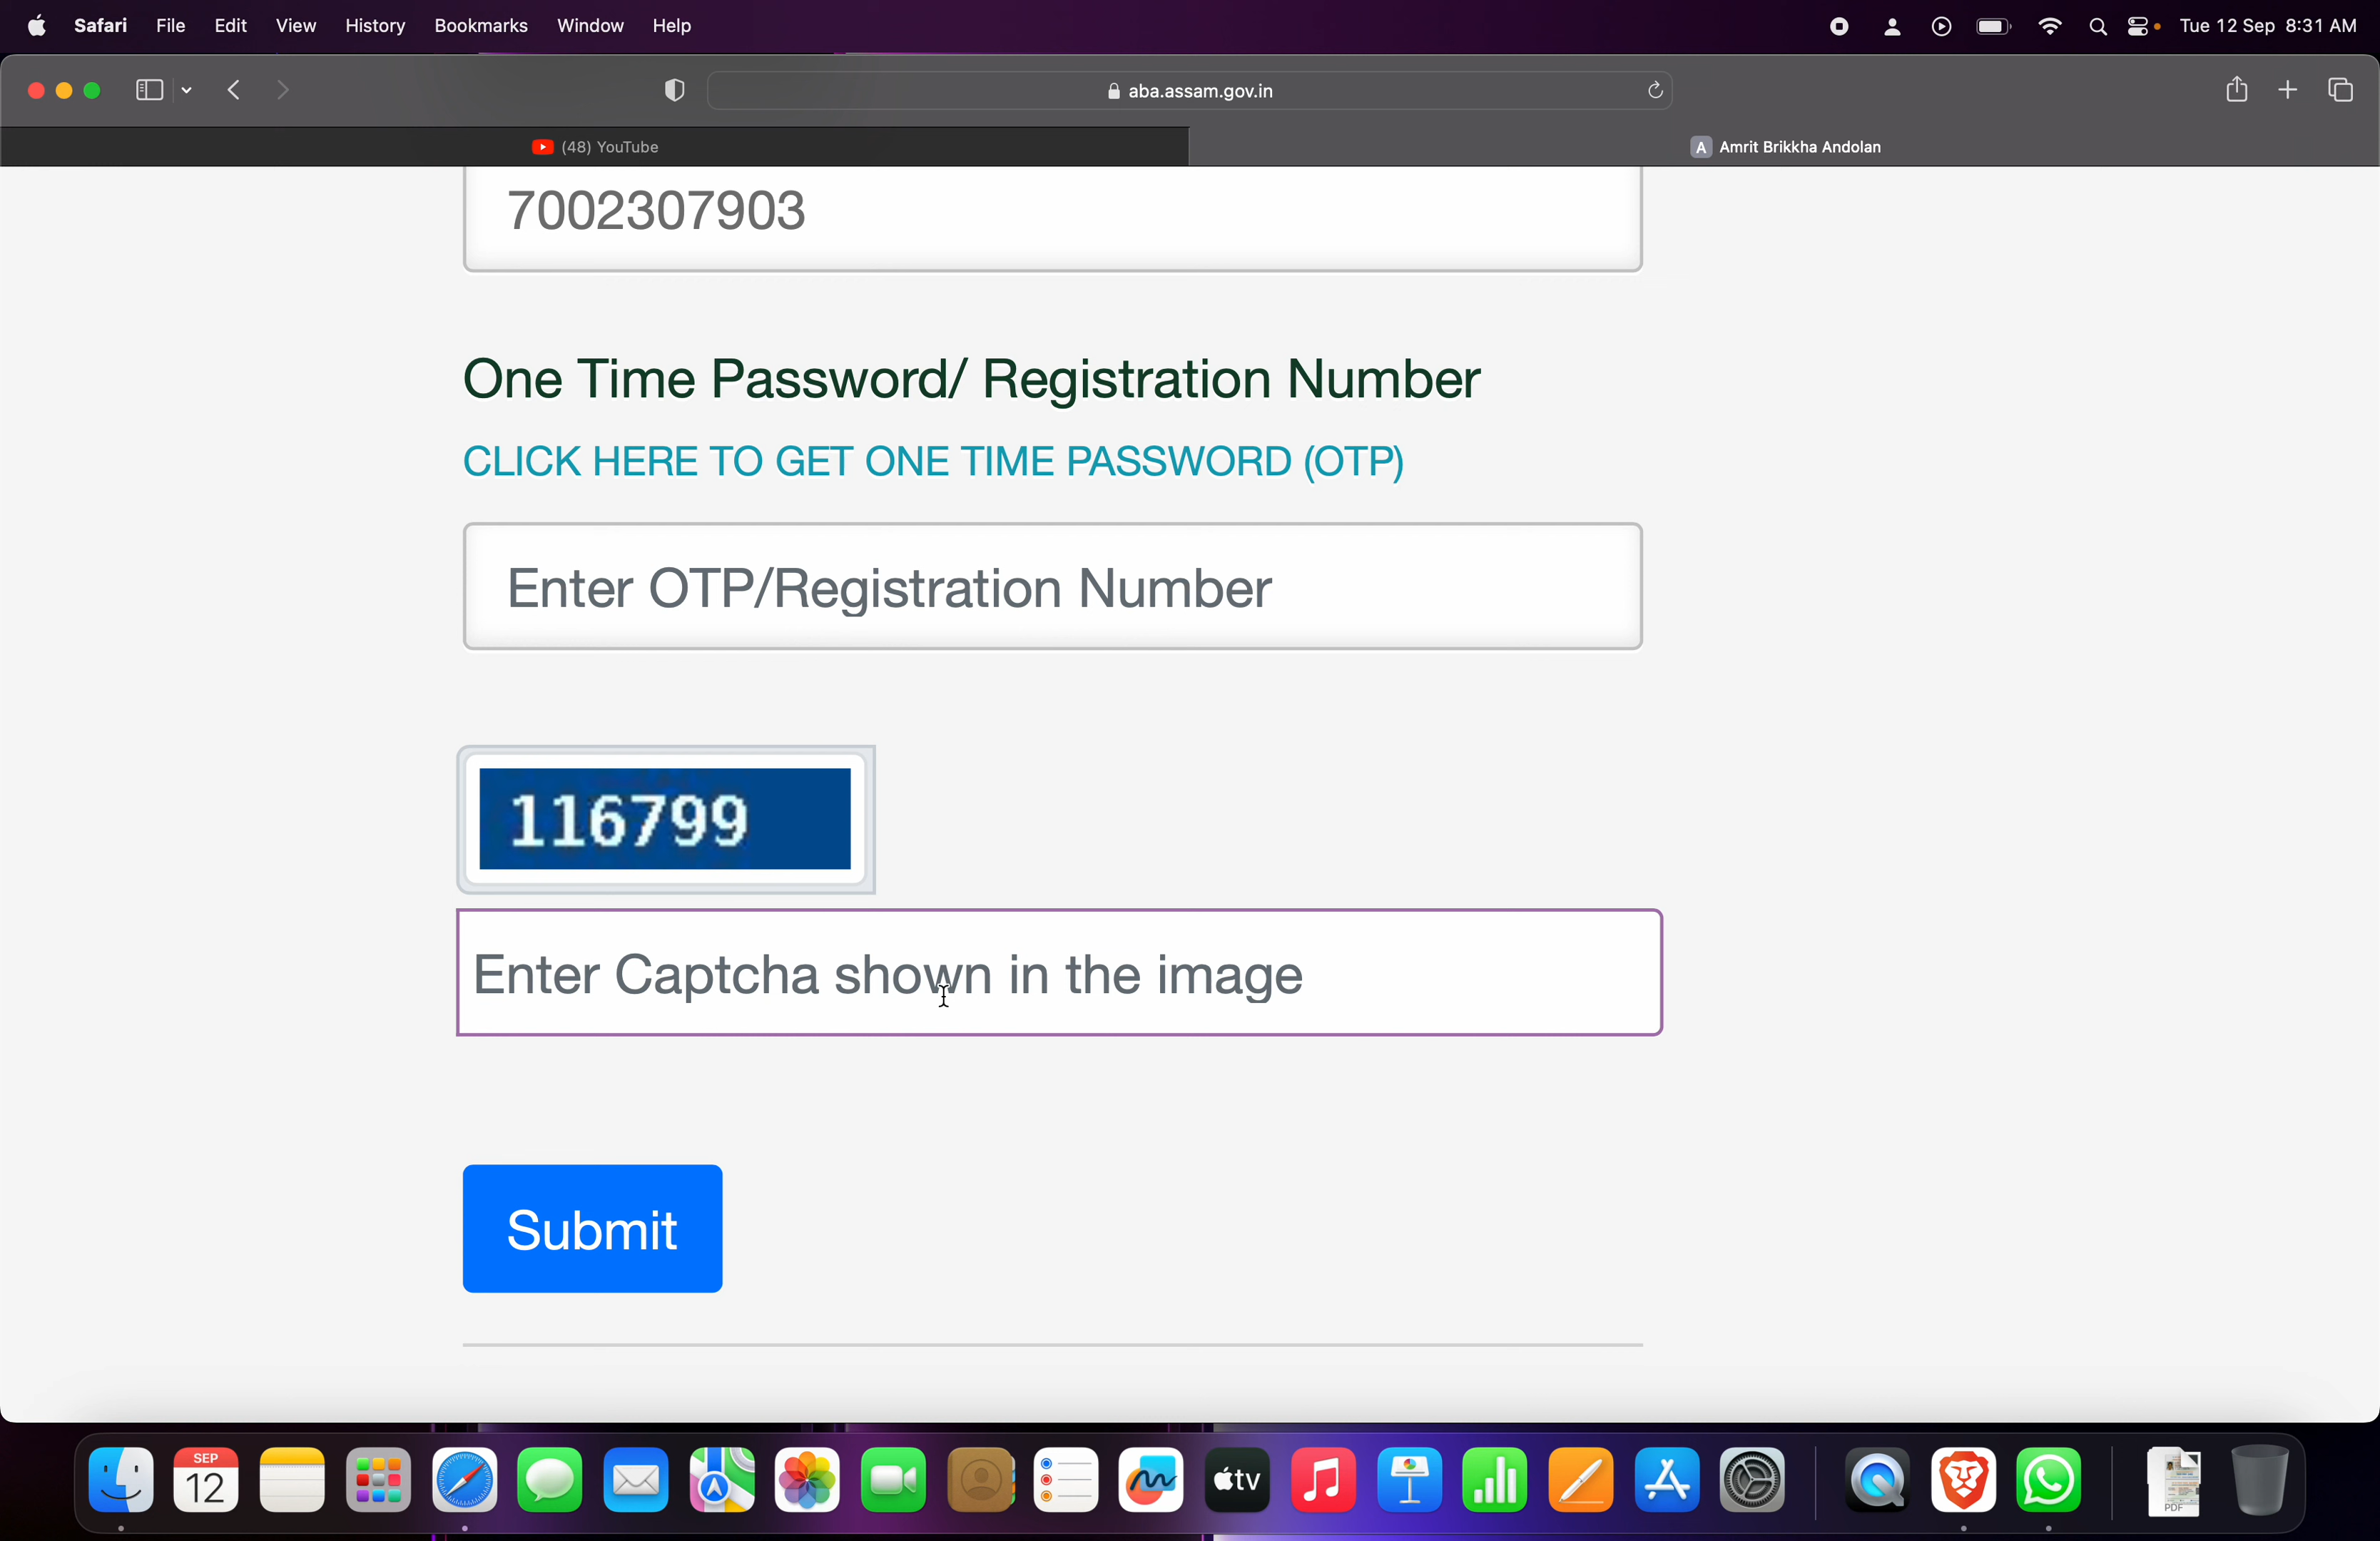 Safari File Edit View History Bookmarks Window Help Tue 12 Sep 8:31 AM
aba.assam.gov.in
(48) YouTube
A Amrit Brikkha Andolan
7002307903
One Time Password/ Registration Number
CLICK HERE TO GET ONE TIME PASSWORD (OTP)
Enter OTP/Registration Number
116799
Enter Captcha shown in the image
Submit
SEP
12
tv
PDF